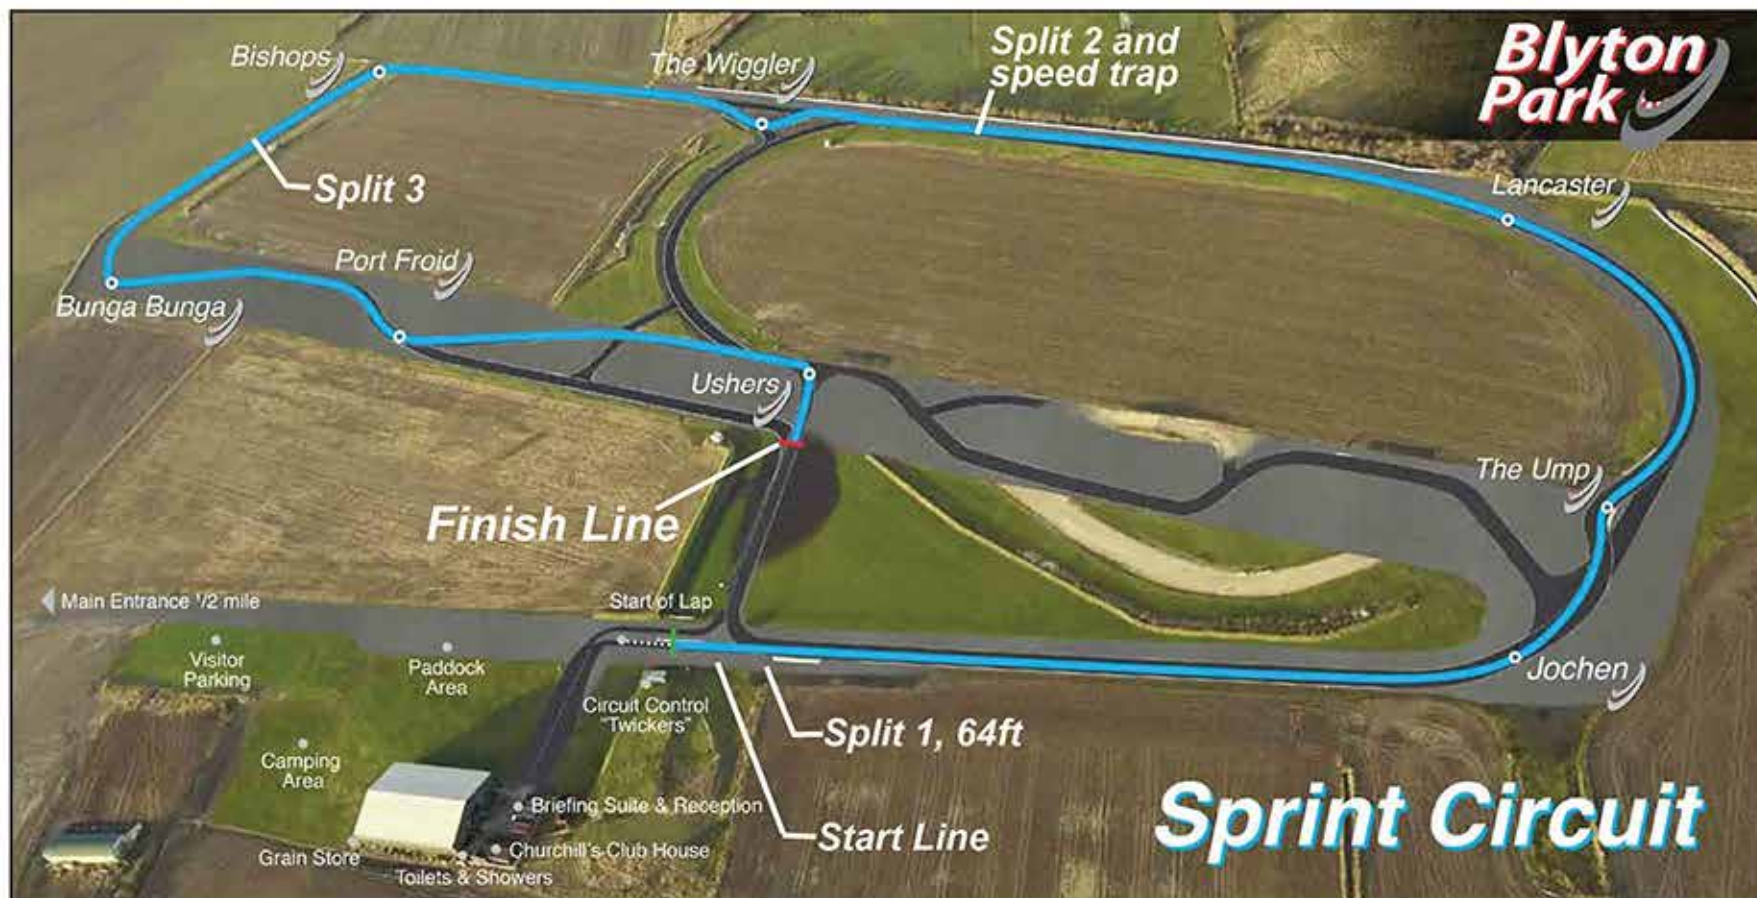 Bishops
The Wiggler
Split 2 and
speed trap
Blyton
Park
Split 3
Lancaster
Port Froid
Bunga Bunga
Ushers
The Ump
Finish Line
Main Entrance 1/2 mile
Start of Lap
Visitor
Parking
Paddock
Area
Jochen
Circuit Control
"Twickers"
Split 1, 64ft
Camping
Area
Briefing Suite & Reception
Start Line
Sprint Circuit
Churchill's Club House
Grain Store
Toilets & Showers